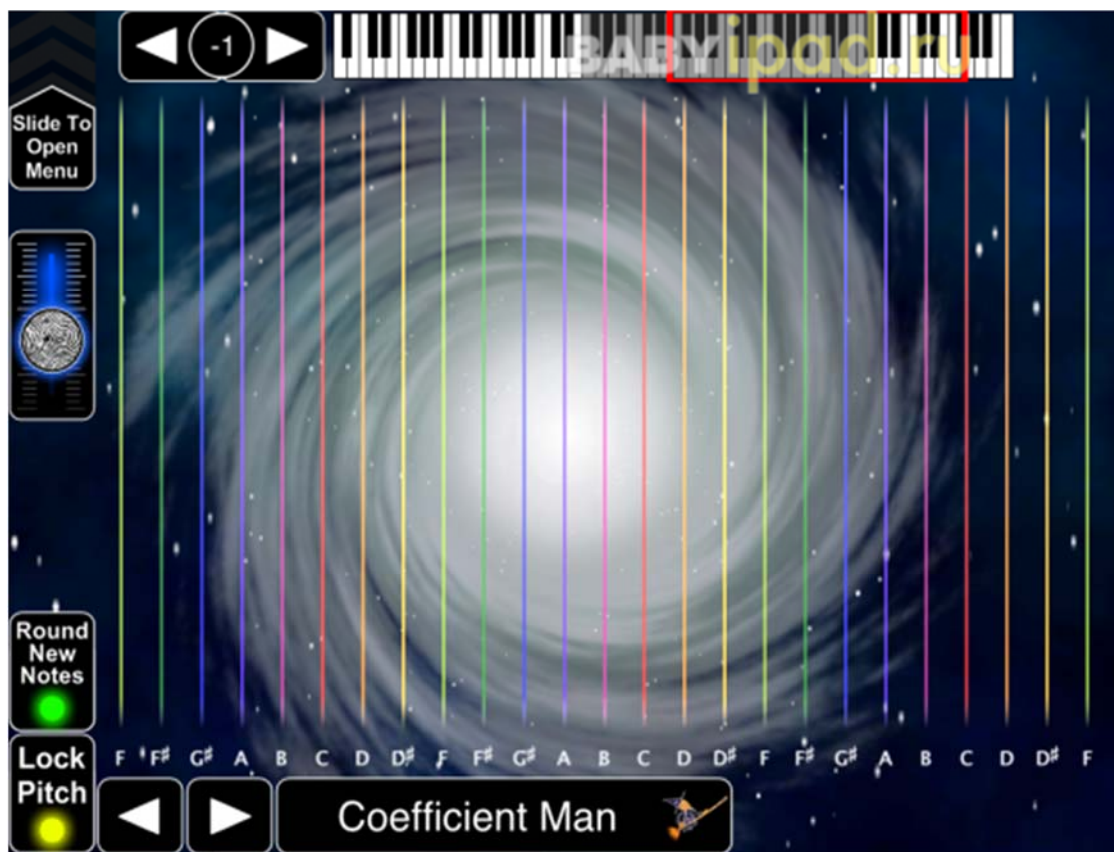 -1
BABYipad.ru
Slide To
Open
Menu
Round
New
Notes
Lock
Pitch
F F♯ G♯ A B C D D♯ F F♯ G♯ A B C D D♯ F F♯ G♯ A B C D D♯ F
Coefficient Man